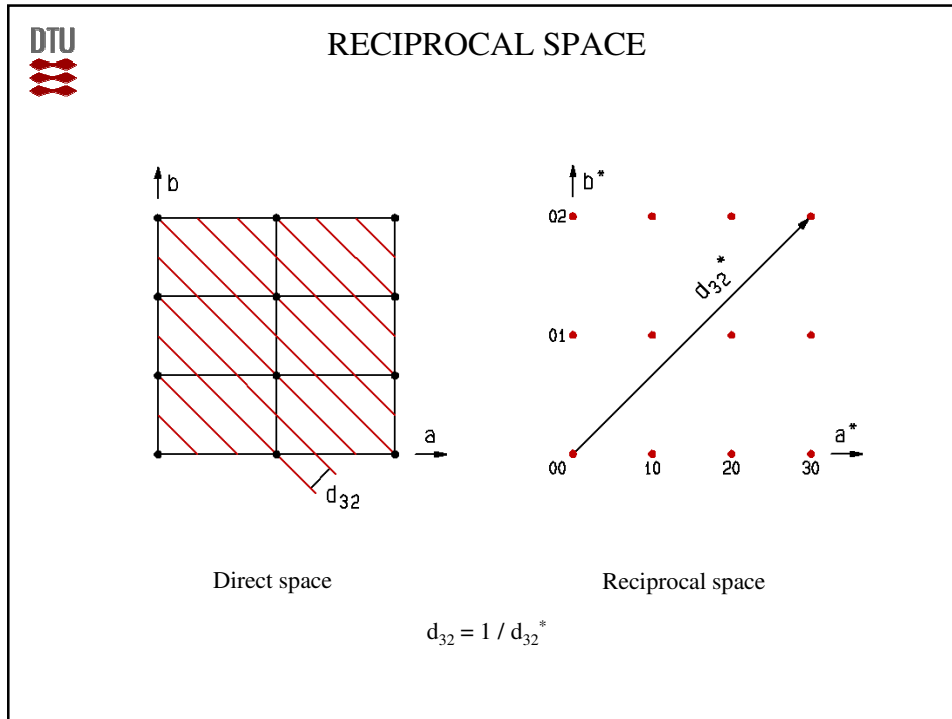 DTU
RECIPROCAL SPACE
b
a
d32
b*
02
01
00
10
20
30
a*
d32*
Direct space
Reciprocal space
d32 = 1 / d32*